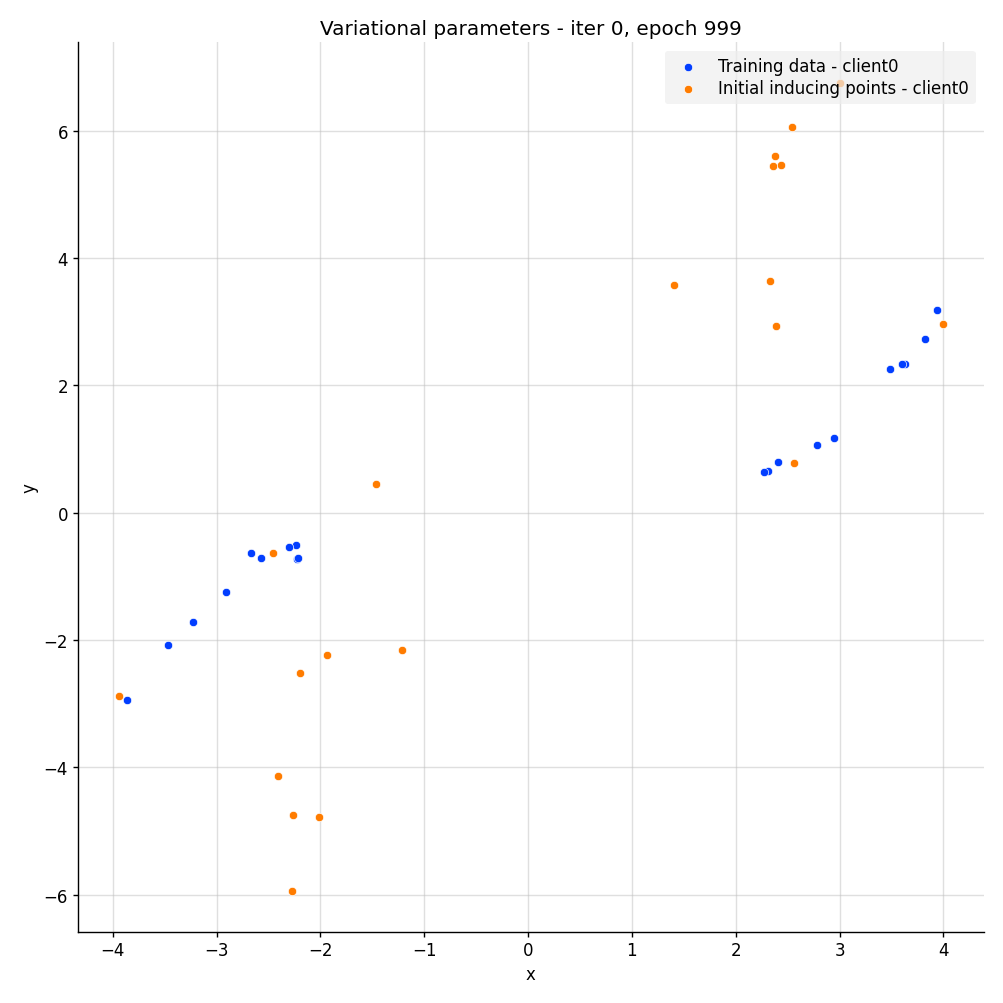 Variational parameters - iter 0, epoch 999
Training data - client0
Initial inducing points - client0
6
4
2
0
−2
−4
−6
y
−4 −3 −2 −1 0 1 2 3 4
x